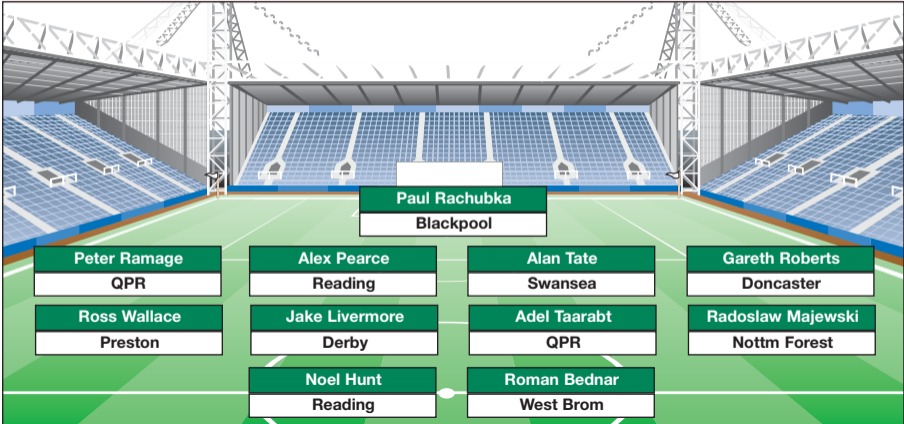 Paul Rachubka
Blackpool
Peter Ramage
QPR
Alex Pearce
Reading
Alan Tate
Swansea
Gareth Roberts
Doncaster
Ross Wallace
Preston
Jake Livermore
Derby
Adel Taarabt
QPR
Radoslaw Majewski
Nottm Forest
Noel Hunt
Reading
Roman Bednar
West Brom